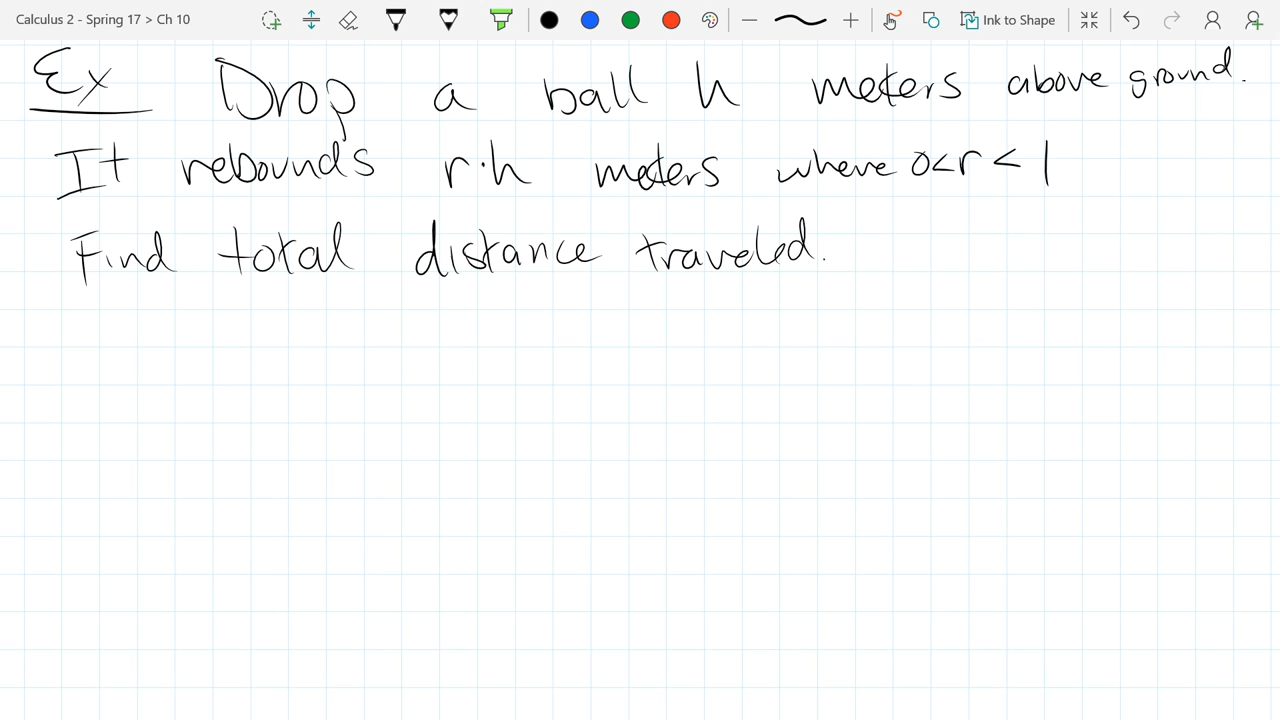 Calculus 2 - Spring 17 > Ch 10
Ink to Shape
Ex Drop a ball h meters above ground.
It rebounds r·h meters where 0<r<1
Find total distance traveled.